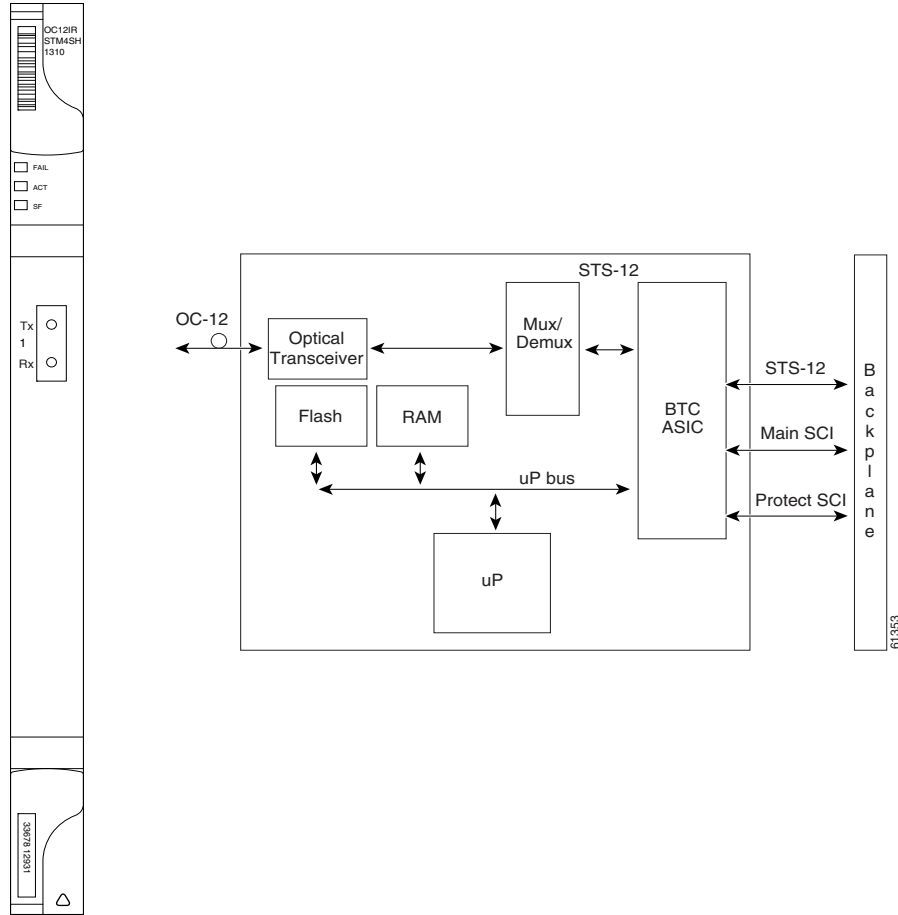 OC12IR
STM4SH
1310
FAIL
ACT
SF
Tx
1
Rx
33678 12931
OC-12
Optical
Transceiver
Flash
RAM
uP bus
uP
Mux/
Demux
STS-12
BTC
ASIC
STS-12
Main SCI
Protect SCI
Backplane
61353